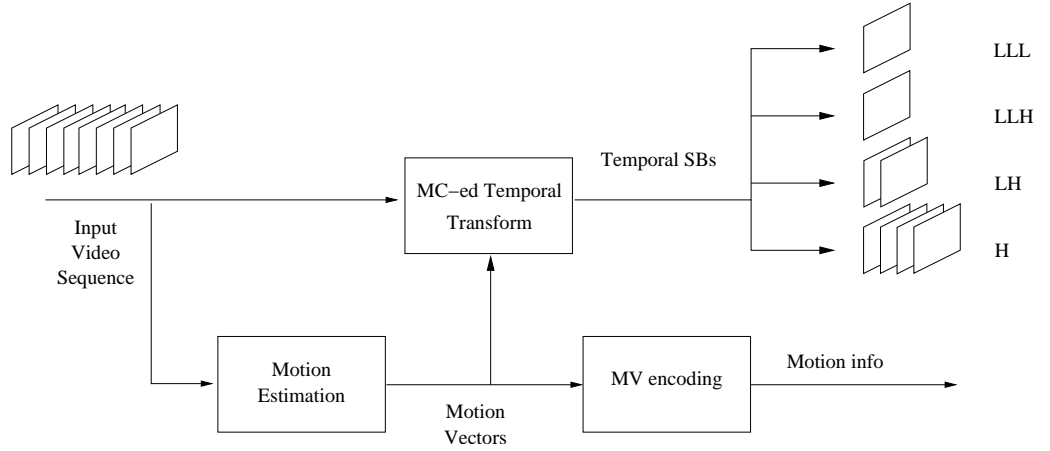 LLL
LLH
Temporal SBs
LH
MC−ed Temporal
Transform
Input
Video
Sequence
H
Motion
Estimation
MV encoding
Motion info
Motion
Vectors